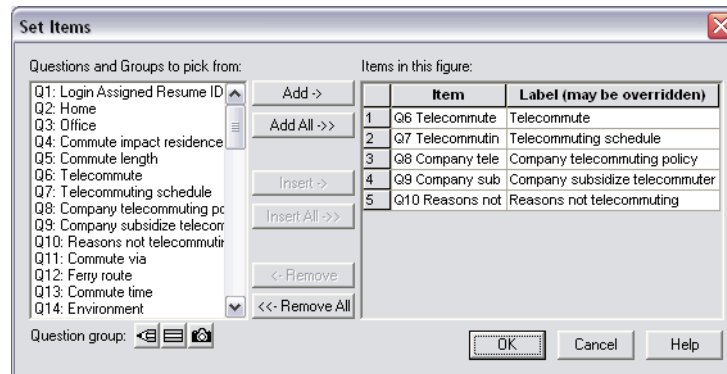 Set Items
Questions and Groups to pick from:
Q1: Login Assigned Resume ID
Q2: Home
Q3: Office
Q4: Commute impact residence
Q5: Commute length
Q6: Telecommute
Q7: Telecommuting schedule
Q8: Company telecommuting po
Q9: Company subsidize telecom
Q10: Reasons not telecommutin
Q11: Commute via
Q12: Ferry route
Q13: Commute time
Q14: Environment
Question group:
Add ->
Add All ->>
Insert ->
Insert All ->>
<- Remove
<<- Remove All
Items in this figure:
Item Label (may be overridden)
1 Q6 Telecommute Telecommute
2 Q7 Telecommutin Telecommuting schedule
3 Q8 Company tele Company telecommuting policy
4 Q9 Company sub Company subsidize telecommuter
5 Q10 Reasons not Reasons not telecommuting
OK Cancel Help